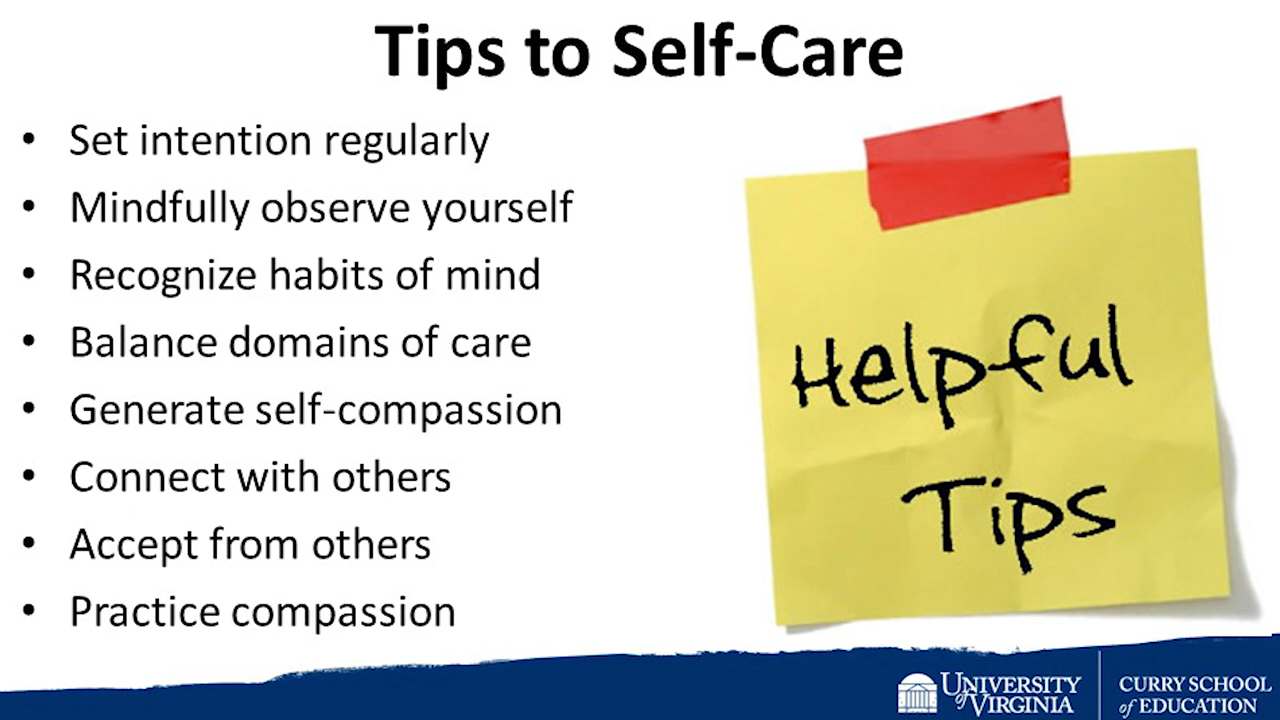 Tips to Self-Care
• Set intention regularly
• Mindfully observe yourself
• Recognize habits of mind
• Balance domains of care
• Generate self-compassion
• Connect with others
• Accept from others
• Practice compassion
Helpful
Tips
UNIVERSITY
of VIRGINIA
CURRY SCHOOL
of EDUCATION